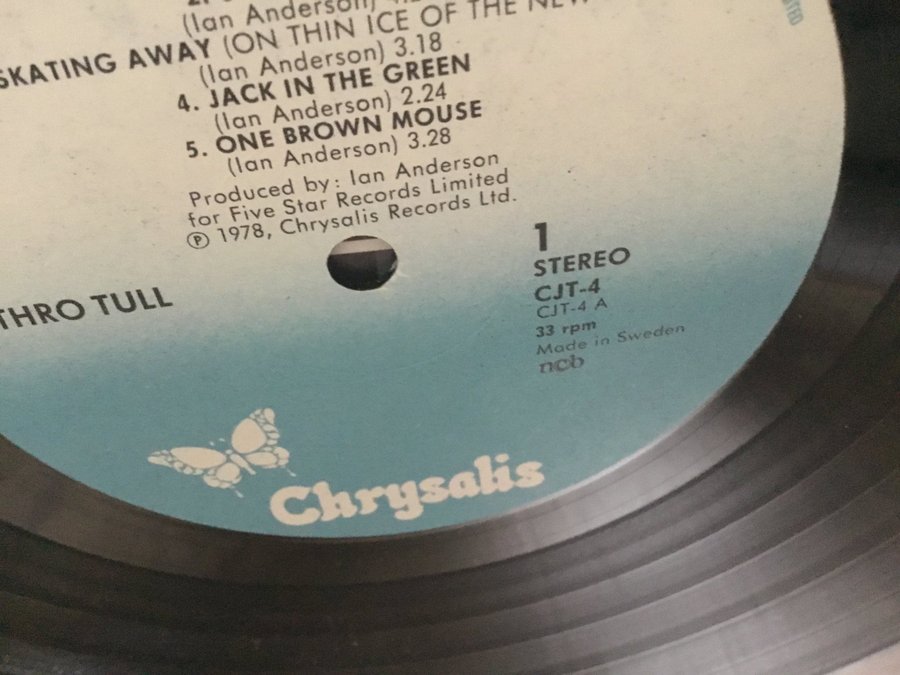 (Ian Anderson)
SKATING AWAY (ON THIN ICE OF THE NEW
(Ian Anderson) 3.18
4. JACK IN THE GREEN
(Ian Anderson) 2.24
5. ONE BROWN MOUSE
(Ian Anderson) 3.28
Produced by: Ian Anderson
for Five Star Records Limited
℗ 1978, Chrysalis Records Ltd.
THRO TULL
1
STEREO
CJT-4
CJT-4 A
33 rpm
Made in Sweden
ncb
Chrysalis